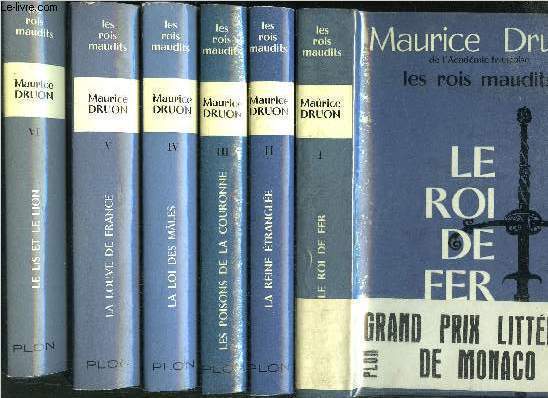 le-livre.com
les
rois
maudits
Maurice
DRUON
VI
LE LIS ET LE LION
PLON
les
rois
maudits
Maurice
DRUON
V
LA LOUVE DE FRANCE
PLON
les
rois
maudits
Maurice
DRUON
IV
LA LOI DES MÂLES
PLON
les
rois
maudits
Maurice
DRUON
III
LES POISONS DE LA COURONNE
PLON
les
rois
maudits
Maurice
DRUON
II
LA REINE ÉTRANGLÉE
PLON
les
rois
maudits
Maurice
DRUON
I
LE ROI DE FER
Maurice Dru
de l'Académie française
les rois maudits
LE
ROI
DE
FER
GRAND PRIX LITTÉ
DE MONACO
PLON